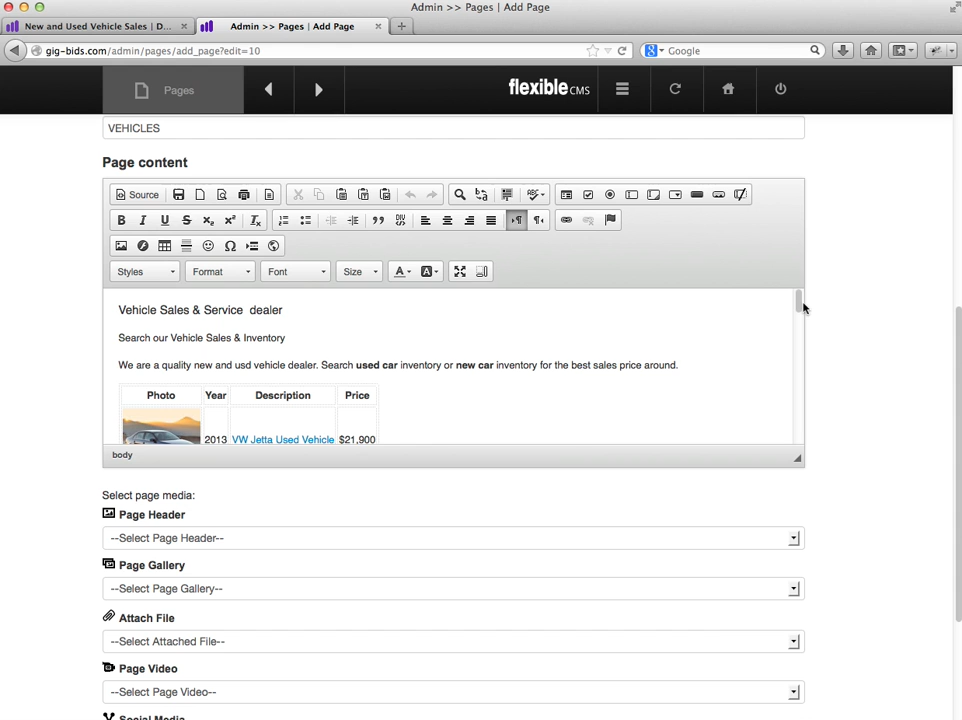 Admin >> Pages | Add Page
New and Used Vehicle Sales | D...
Admin >> Pages | Add Page
gig-bids.com/admin/pages/add_page?edit=10
Google
Pages
flexible CMS
VEHICLES
Page content
Source
Styles
Format
Font
Size
Vehicle Sales & Service dealer
Search our Vehicle Sales & Inventory
We are a quality new and usd vehicle dealer. Search used car inventory or new car inventory for the best sales price around.
Photo Year Description Price
2013 VW Jetta Used Vehicle $21,900
body
Select page media:
Page Header
--Select Page Header--
Page Gallery
--Select Page Gallery--
Attach File
--Select Attached File--
Page Video
--Select Page Video--
Social Media